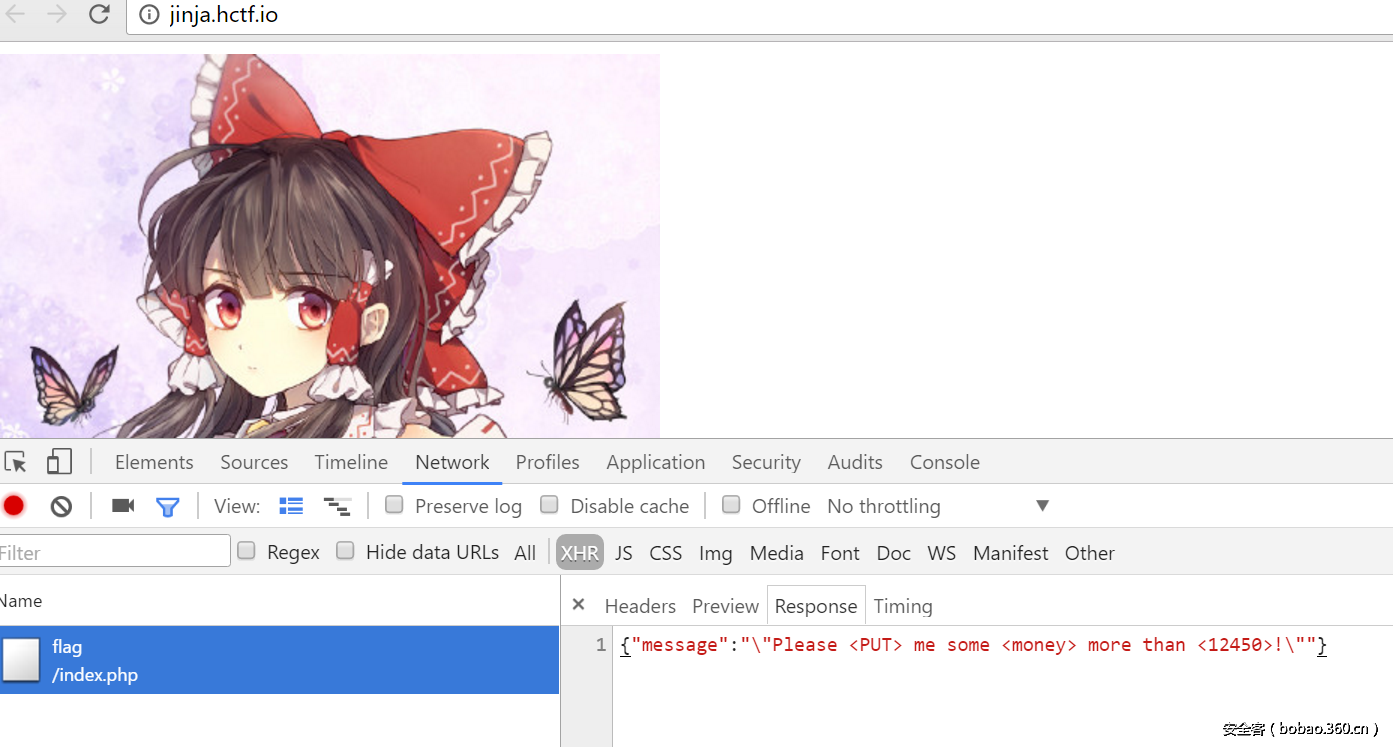 jinja.hctf.io
Elements Sources Timeline Network Profiles Application Security Audits Console
View: Preserve log Disable cache Offline No throttling
Filter Regex Hide data URLs All XHR JS CSS Img Media Font Doc WS Manifest Other
Name × Headers Preview Response Timing
flag
/index.php
1 {"message":"\"Please <PUT> me some <money> more than <12450>!\""}
安全客 ( bobao.360.cn )